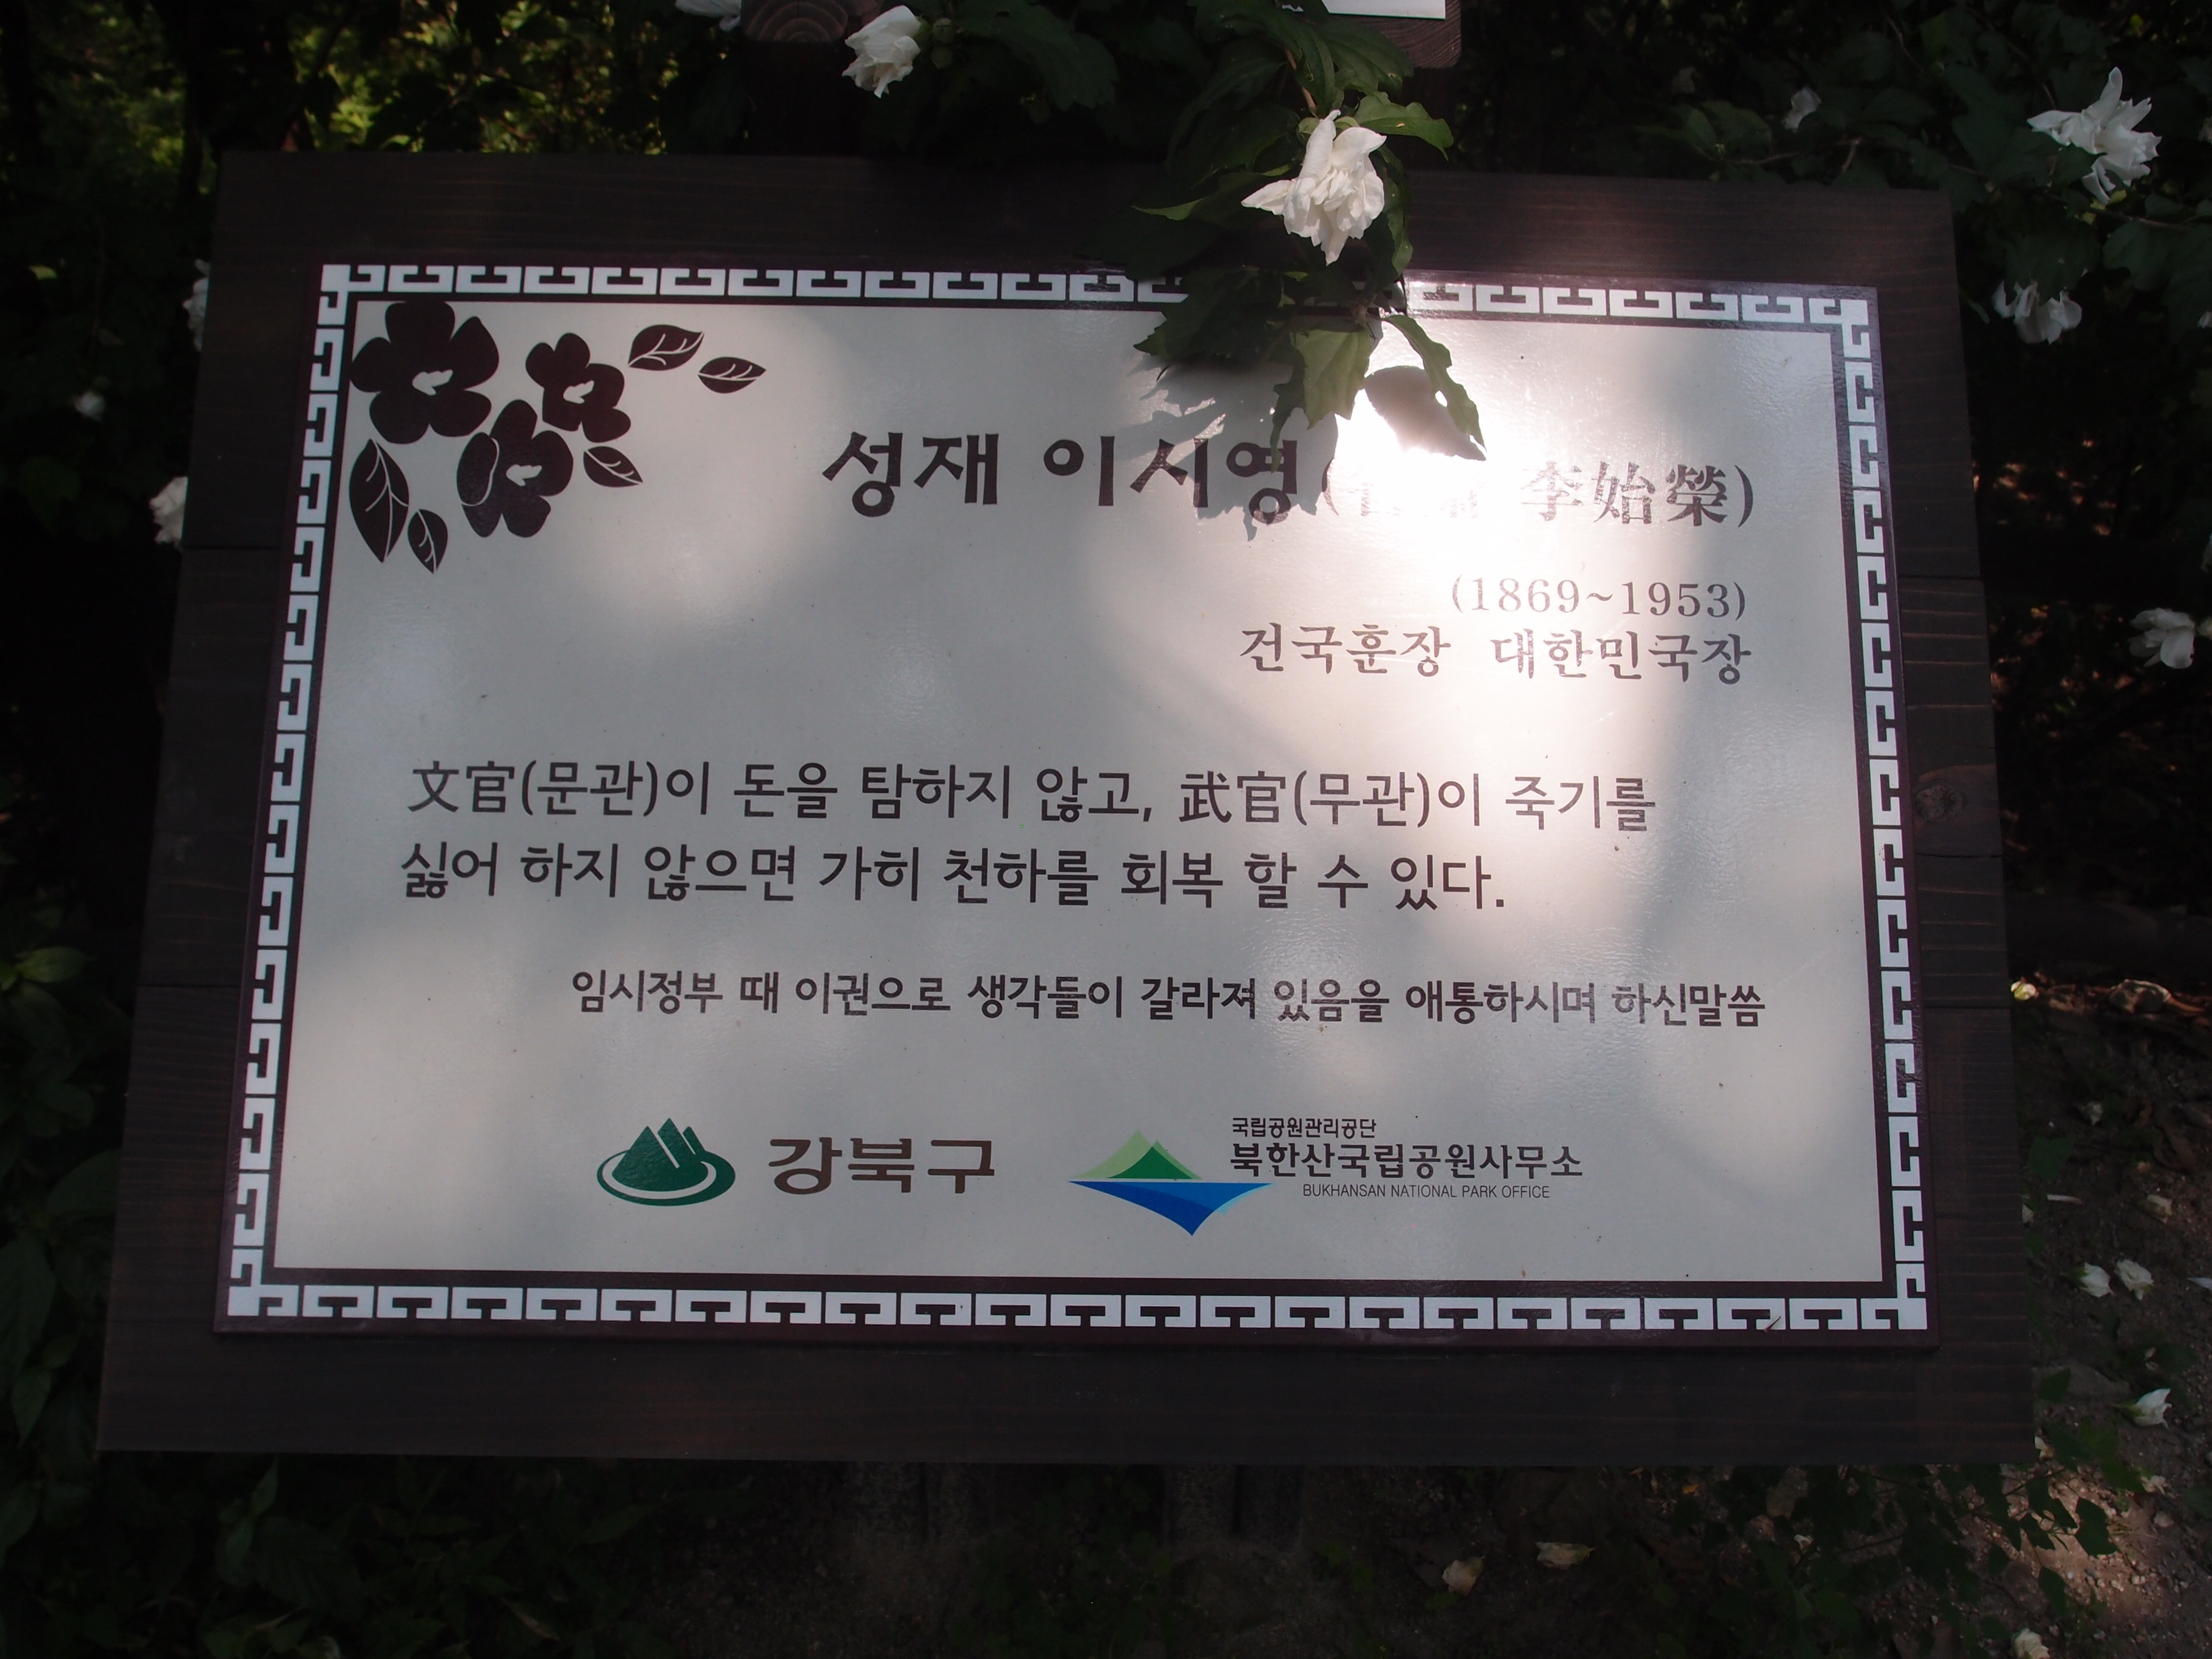 성재 이시영( 李始榮)
(1869~1953)
건국훈장 대한민국장
文官(문관)이 돈을 탐하지 않고, 武官(무관)이 죽기를
싫어 하지 않으면 가히 천하를 회복 할 수 있다.
임시정부 때 이권으로 생각들이 갈라져 있음을 애통하시며 하신말씀
강북구
국립공원관리공단
북한산국립공원사무소
BUKHANSAN NATIONAL PARK OFFICE